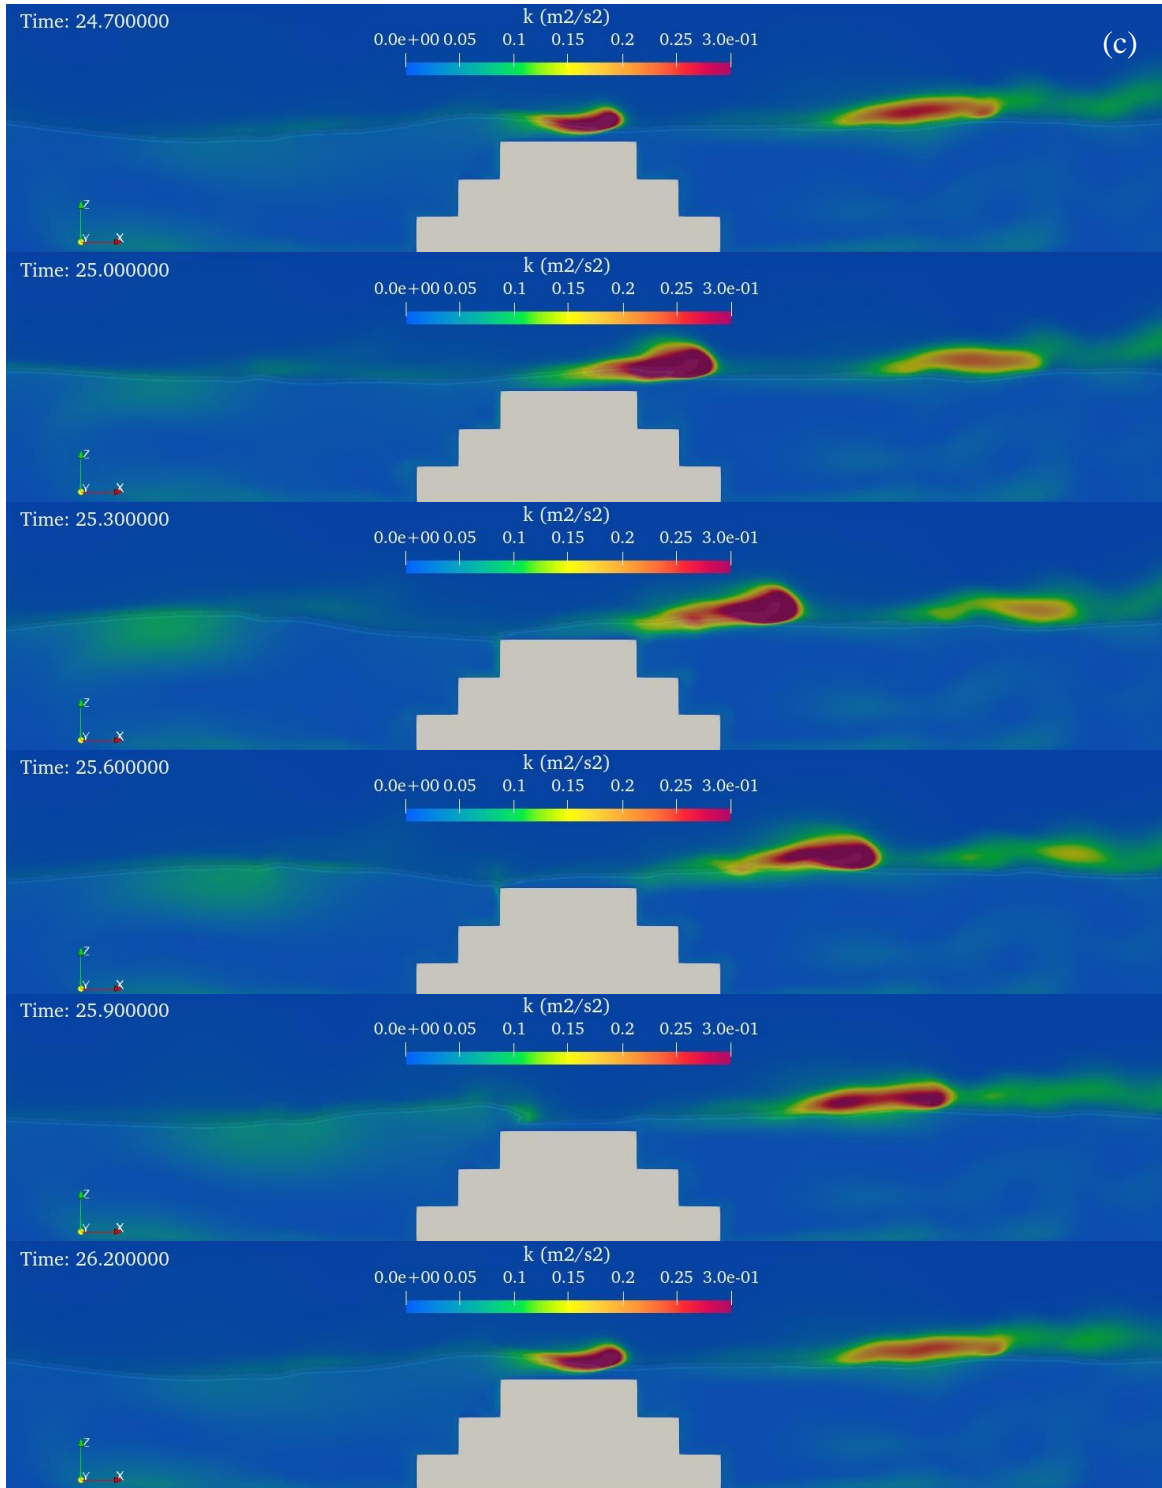 Time: 24.700000
k (m2/s2)
0.0e+00 0.05 0.1 0.15 0.2 0.25 3.0e-01
(c)
Z
Y X
Time: 25.000000
k (m2/s2)
0.0e+00 0.05 0.1 0.15 0.2 0.25 3.0e-01
Z
Y X
Time: 25.300000
k (m2/s2)
0.0e+00 0.05 0.1 0.15 0.2 0.25 3.0e-01
Z
Y X
Time: 25.600000
k (m2/s2)
0.0e+00 0.05 0.1 0.15 0.2 0.25 3.0e-01
Z
Y X
Time: 25.900000
k (m2/s2)
0.0e+00 0.05 0.1 0.15 0.2 0.25 3.0e-01
Z
Y X
Time: 26.200000
k (m2/s2)
0.0e+00 0.05 0.1 0.15 0.2 0.25 3.0e-01
Z
Y X